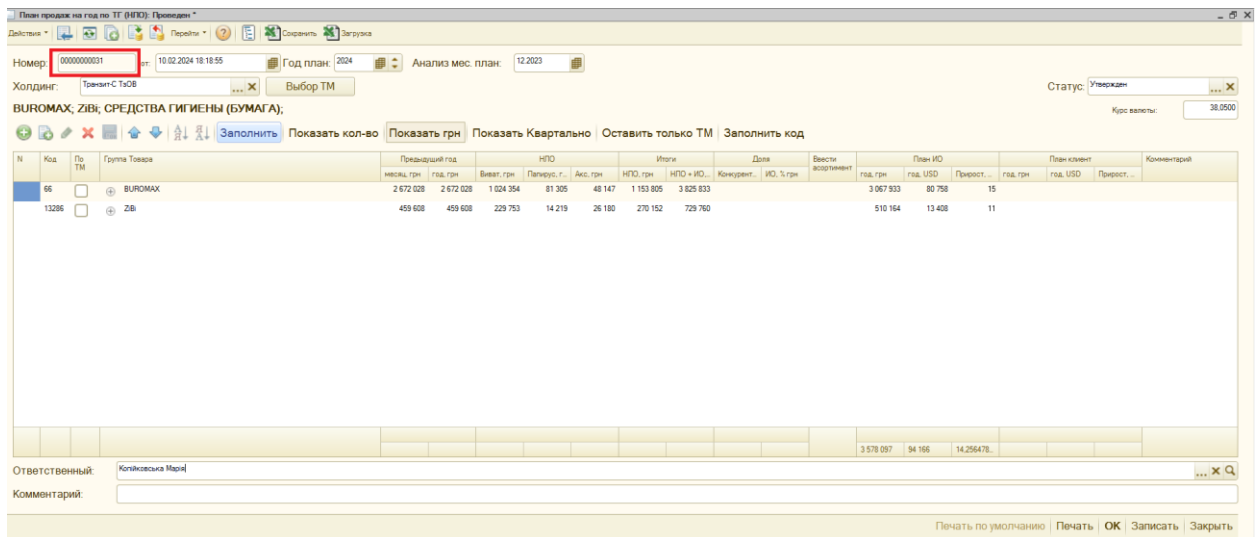 План продаж на год по ТГ (НПО): Проведен *
Действия Перейти Сохранить Загрузка
Номер: 00000000031 от: 10.02.2024 18:18:55 Год план: 2024 Анализ мес. план: 12.2023
Холдинг: Транзит-С ТзОВ ... X Выбор ТМ Статус: Утвержден ... X
BUROMAX; ZiBi; СРЕДСТВА ГИГИЕНЫ (БУМАГА); Курс валюты: 38,0500
Заполнить Показать кол-во Показать грн Показать Квартально Оставить только ТМ Заполнить код
N Код По ТМ Группа Товара Предыдущий год НПО Итоги Доля Ввести асортимент План ИО План клиент Комментарий
месяц, грн год, грн Виват, грн Папирус, г.. Акс, грн НПО, грн НПО + ИО,.. Конкурент.. ИО, % грн год, грн год, USD Прирост, ... год, грн год, USD Прирост, ...
66 BUROMAX 2 672 028 2 672 028 1 024 354 81 305 48 147 1 153 805 3 825 833 3 067 933 80 758 15
13286 ZiBi 459 608 459 608 229 753 14 219 26 180 270 152 729 760 510 164 13 408 11
3 578 097 94 166 14,256478...
Ответственный: Копійковська Марія ... X
Комментарий:
Печать по умолчанию Печать OK Записать Закрыть